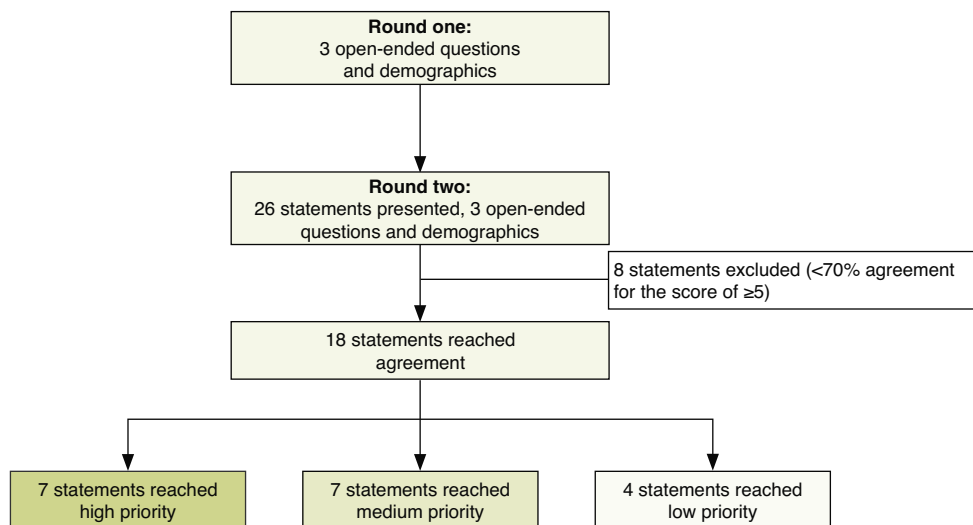 Round one:
3 open-ended questions
and demographics
Round two:
26 statements presented, 3 open-ended
questions and demographics
8 statements excluded (<70% agreement
for the score of ≥5)
18 statements reached
agreement
7 statements reached
high priority
7 statements reached
medium priority
4 statements reached
low priority